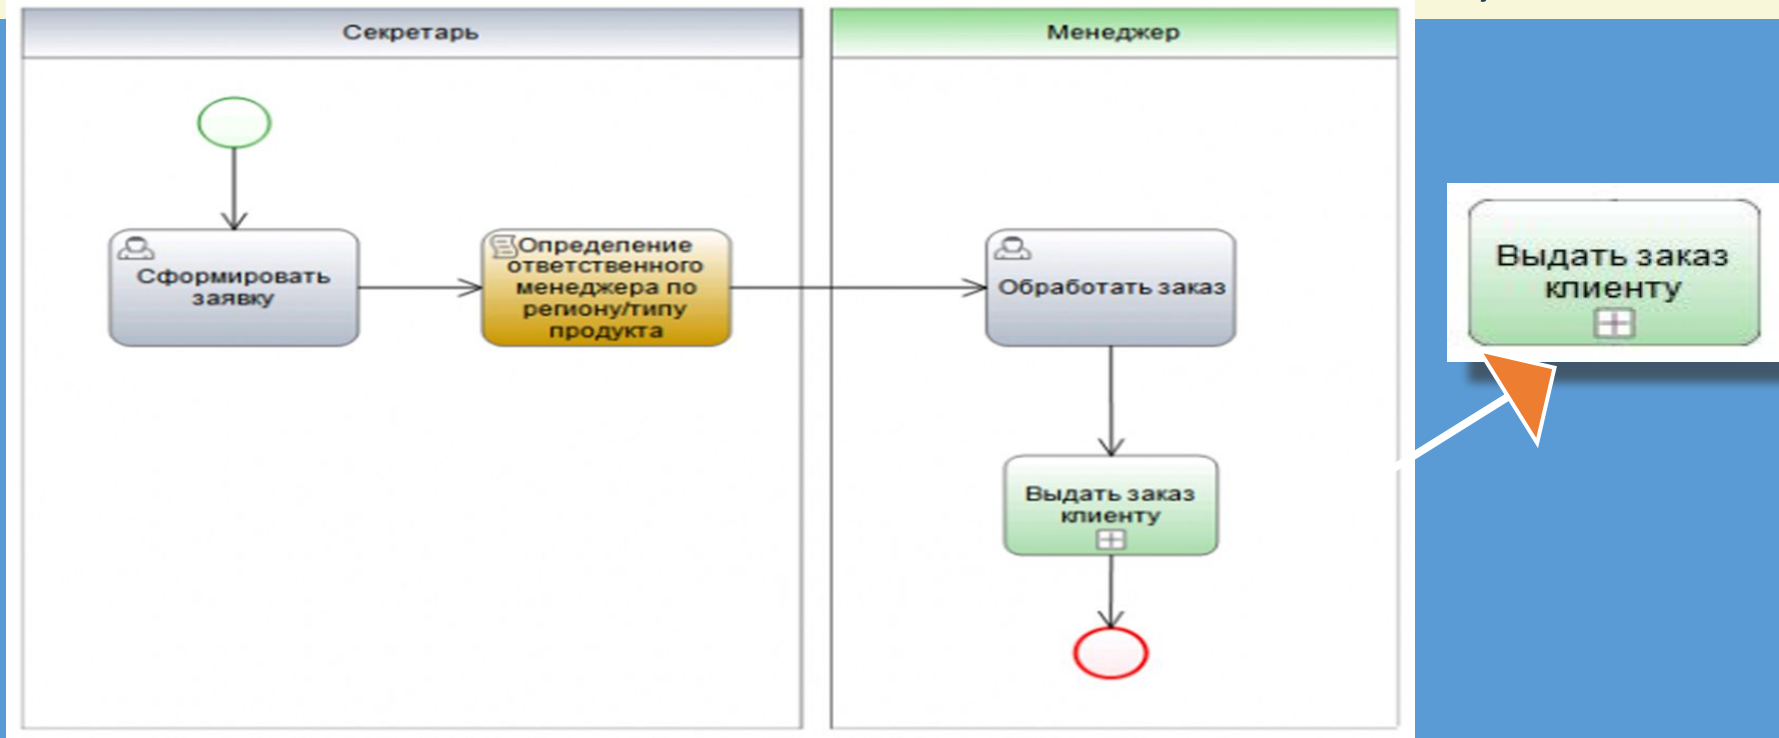 Секретарь
Менеджер
Сформировать
заявку
Определение
ответственного
менеджера по
региону/типу
продукта
Обработать заказ
Выдать заказ
клиенту
Выдать заказ
клиенту